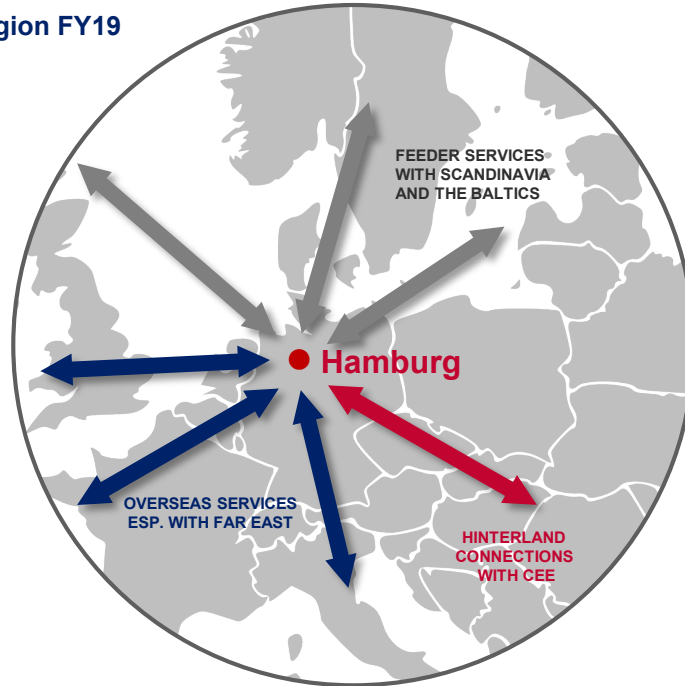 gion FY19
FEEDER SERVICES
WITH SCANDINAVIA
AND THE BALTICS
Hamburg
OVERSEAS SERVICES
ESP. WITH FAR EAST
HINTERLAND
CONNECTIONS
WITH CEE